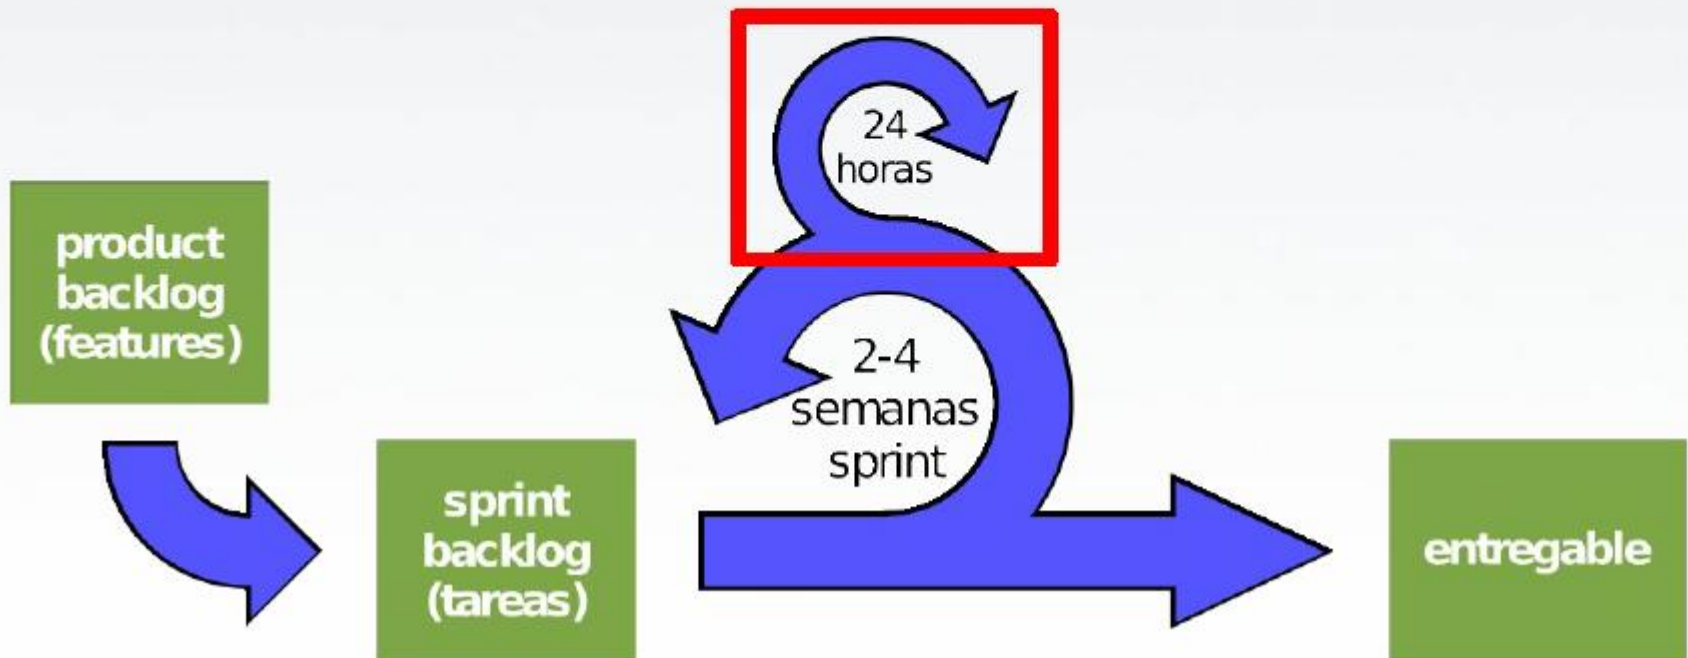 product
backlog
(features)
sprint
backlog
(tareas)
24
horas
2-4
semanas
sprint
entregable